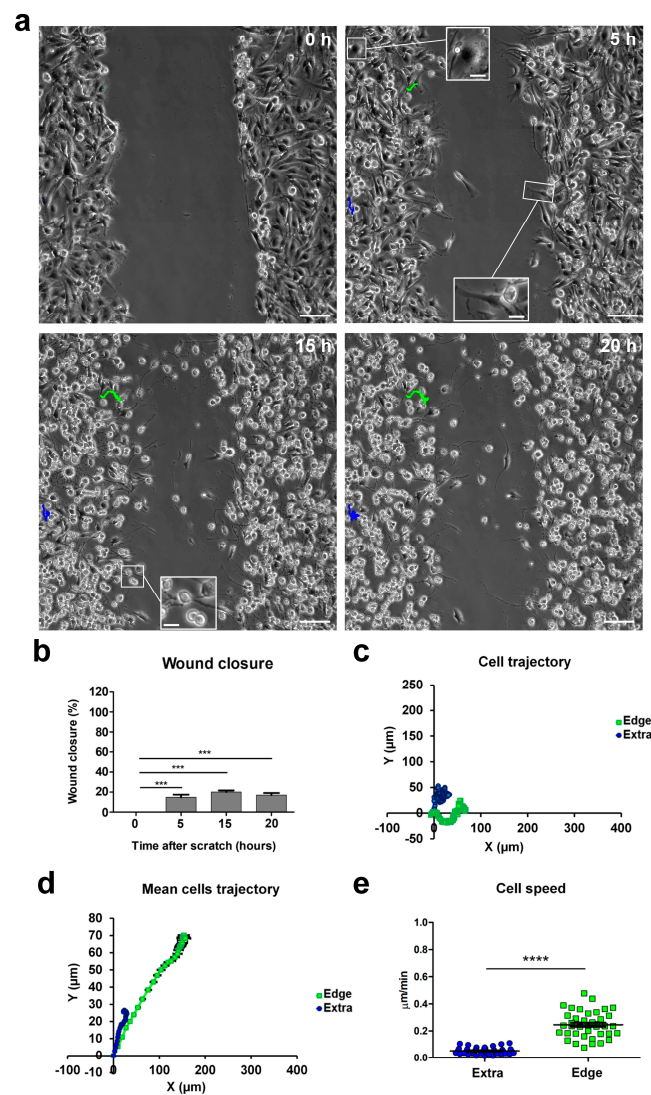 a
0 h
5 h
15 h
20 h
b
Wound closure
Wound closure (%)
120
100
80
60
40
20
0
***
***
***
0
5
15
20
Time after scratch (hours)
c
Cell trajectory
Y (µm)
250
200
150
100
50
0
-50
-100
0
100
200
300
400
X (µm)
Edge
Extra
d
Mean cells trajectory
Y (µm)
80
70
60
50
40
30
20
10
0
-10
-100
0
100
200
300
400
X (µm)
Edge
Extra
e
Cell speed
µm/min
1.0
0.8
0.6
0.4
0.2
0.0
****
Extra
Edge